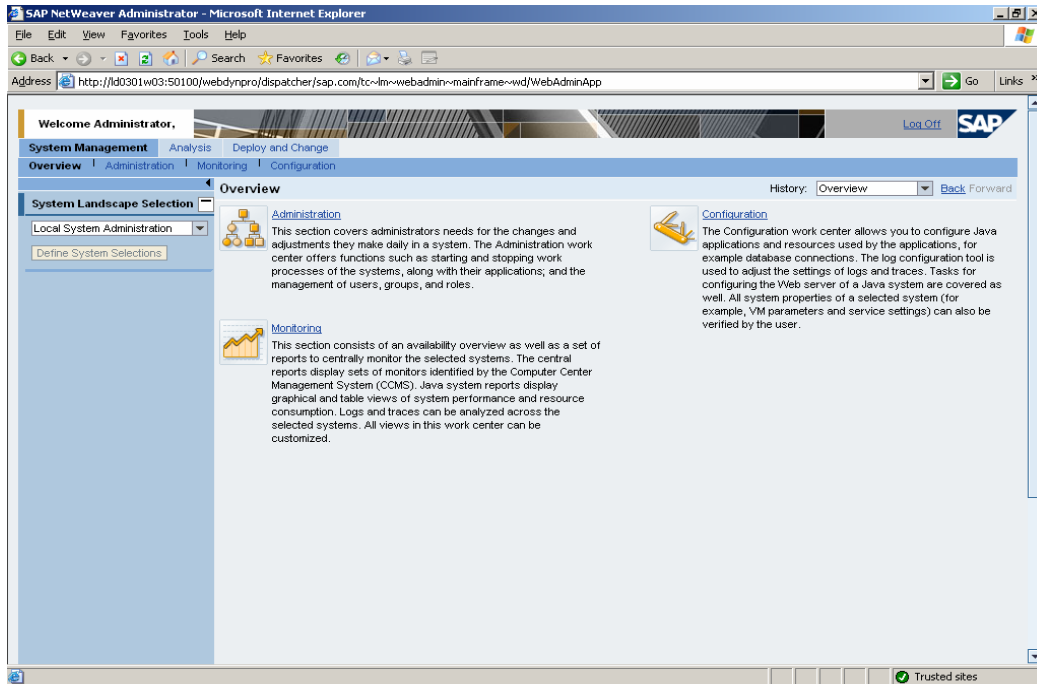 SAP NetWeaver Administrator - Microsoft Internet Explorer
File Edit View Favorites Tools Help
Back Search Favorites
Address http://ld0301w03:50100/webdynpro/dispatcher/sap.com/tc~lm~webadmin~mainframe~wd/WebAdminApp Go Links »
Welcome Administrator, Log Off SAP
System Management Analysis Deploy and Change
Overview Administration Monitoring Configuration
Overview History: Overview Back Forward
System Landscape Selection
Local System Administration
Define System Selections
Administration
This section covers administrators needs for the changes and
adjustments they make daily in a system. The Administration work
center offers functions such as starting and stopping work
processes of the systems, along with their applications; and the
management of users, groups, and roles.
Configuration
The Configuration work center allows you to configure Java
applications and resources used by the applications, for
example database connections. The log configuration tool is
used to adjust the settings of logs and traces. Tasks for
configuring the Web server of a Java system are covered as
well. All system properties of a selected system (for
example, VM parameters and service settings) can also be
verified by the user.
Monitoring
This section consists of an availability overview as well as a set of
reports to centrally monitor the selected systems. The central
reports display sets of monitors identified by the Computer Center
Management System (CCMS). Java system reports display
graphical and table views of system performance and resource
consumption. Logs and traces can be analyzed across the
selected systems. All views in this work center can be
customized.
Trusted sites